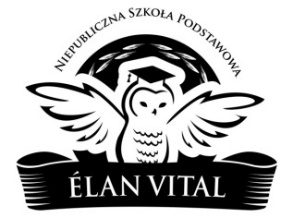 NIEPUBLICZNA SZKOŁA PODSTAWOWA
ÉLAN VITAL